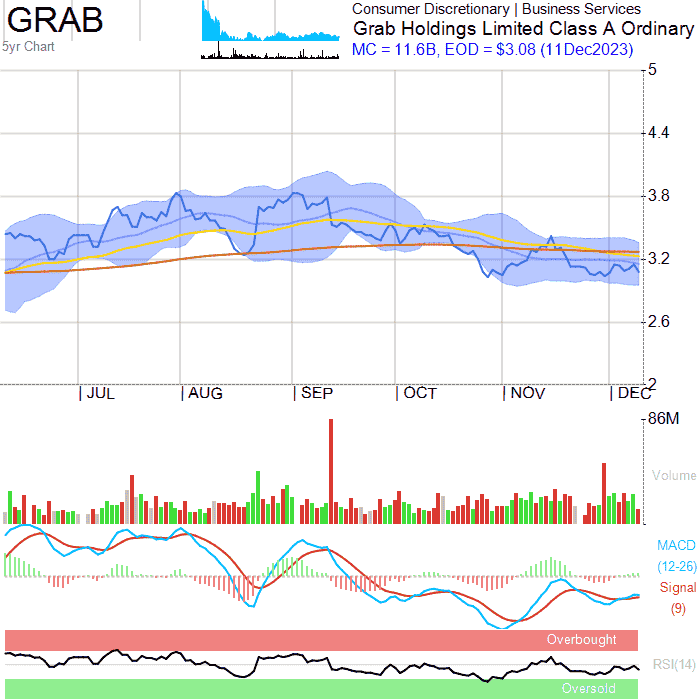 GRAB
5yr Chart
Consumer Discretionary | Business Services
Grab Holdings Limited Class A Ordinary
MC = 11.6B, EOD = $3.08 (11Dec2023)
5
4.4
3.8
3.2
2.6
2
| JUL | AUG | SEP | OCT | NOV | DEC
86M
Volume
MACD
(12-26)
Signal
(9)
Overbought
RSI(14)
Oversold